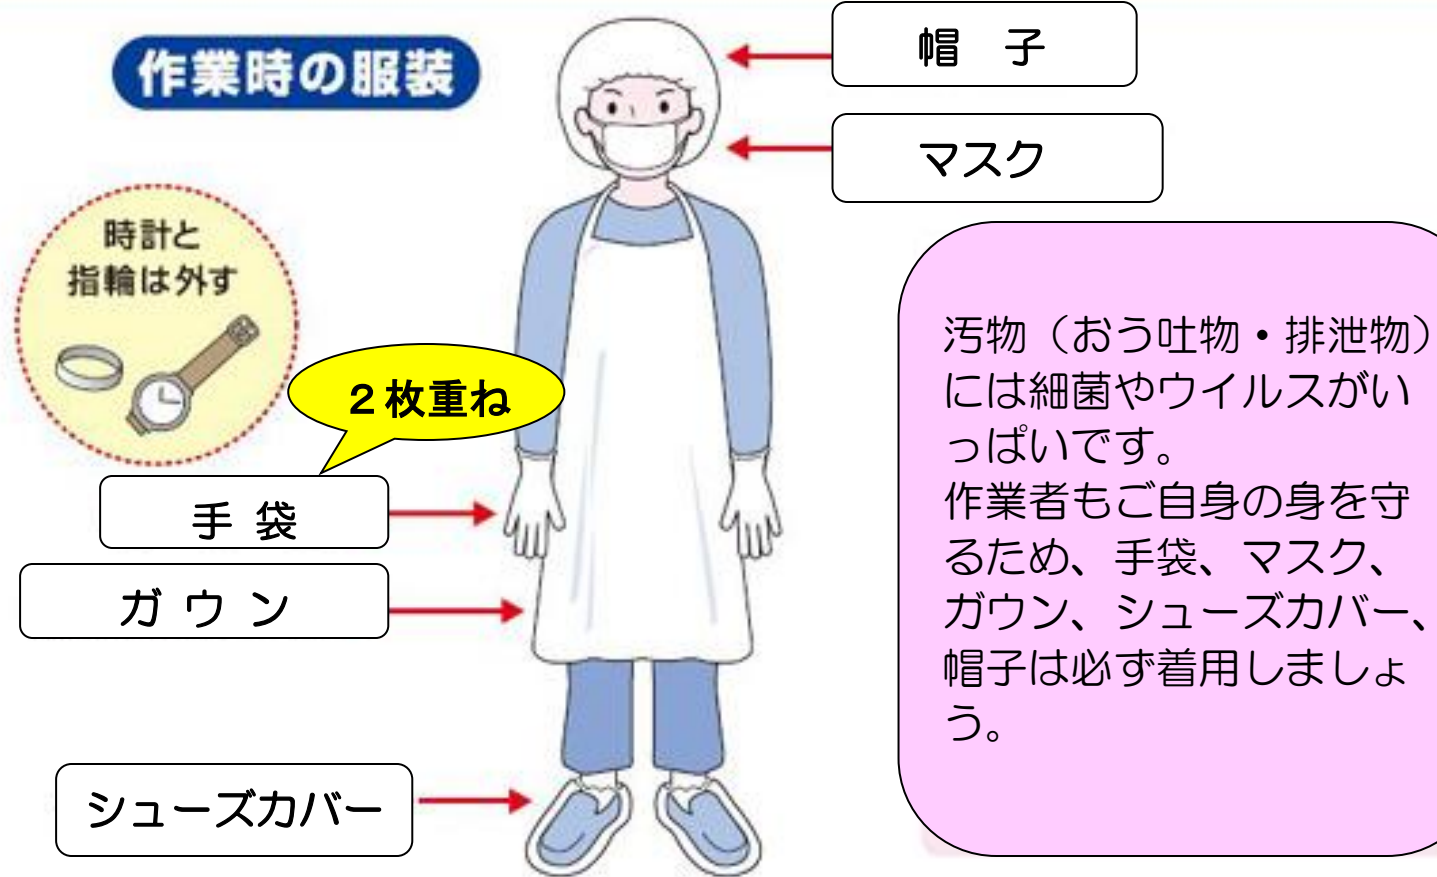 作業時の服装
帽　子
マスク
時計と
指輪は外す
２枚重ね
手 袋
ガ ウ ン
シューズカバー
汚物（おう吐物・排泄物）
には細菌やウイルスがい
っぱいです。
作業者もご自身の身を守
るため、手袋、マスク、
ガウン、シューズカバー、
帽子は必ず着用しましょ
う。